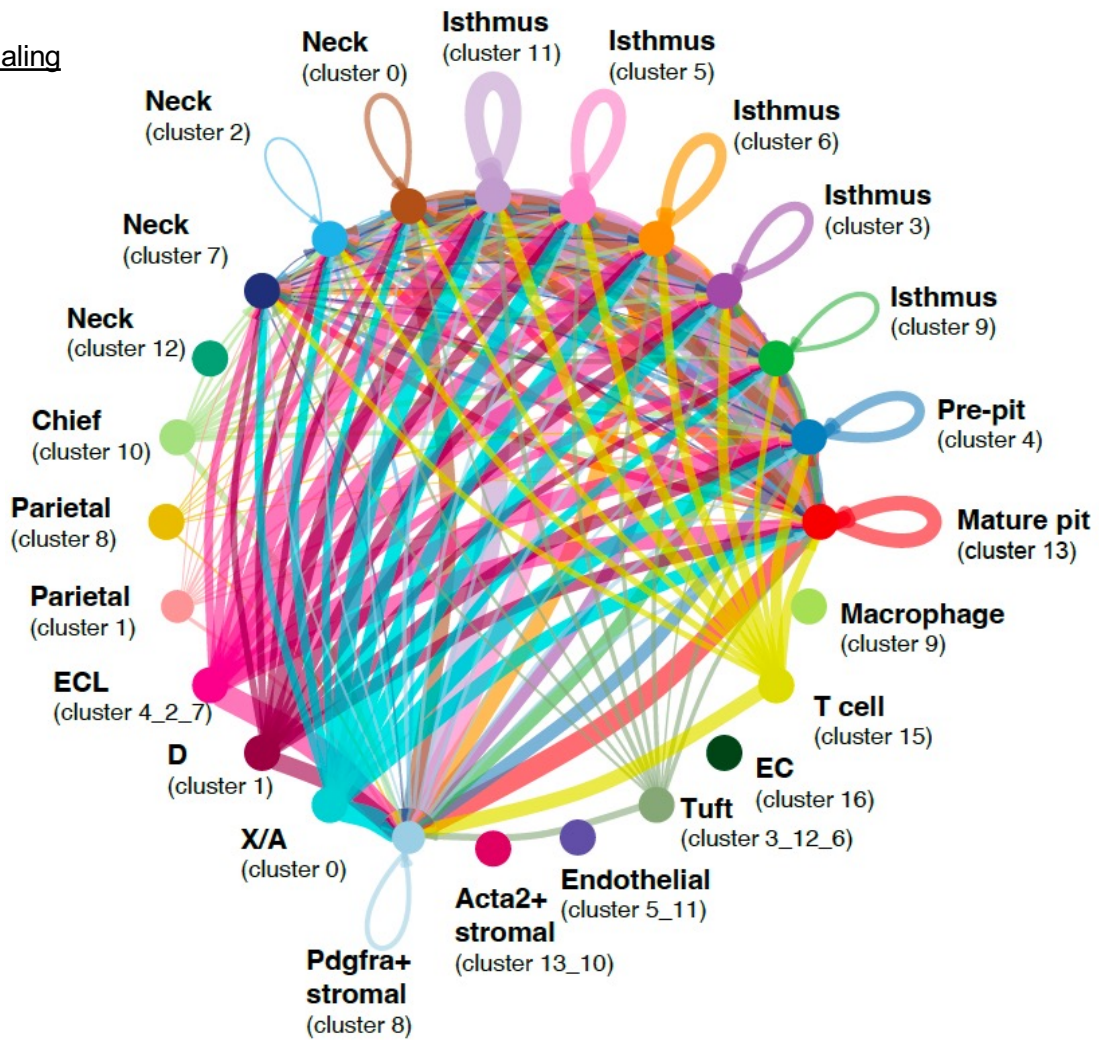 aling
Isthmus
(cluster 11)
Neck
(cluster 0)
Isthmus
(cluster 5)
Neck
(cluster 2)
Isthmus
(cluster 6)
Neck
(cluster 7)
Isthmus
(cluster 3)
Neck
(cluster 12)
Isthmus
(cluster 9)
Chief
(cluster 10)
Pre-pit
(cluster 4)
Parietal
(cluster 8)
Mature pit
(cluster 13)
Parietal
(cluster 1)
Macrophage
(cluster 9)
ECL
(cluster 4_2_7)
T cell
(cluster 15)
D
(cluster 1)
EC
(cluster 16)
X/A
(cluster 0)
Tuft
(cluster 3_12_6)
Acta2+
stromal
(cluster 13_10)
Endothelial
(cluster 5_11)
Pdgfra+
stromal
(cluster 8)